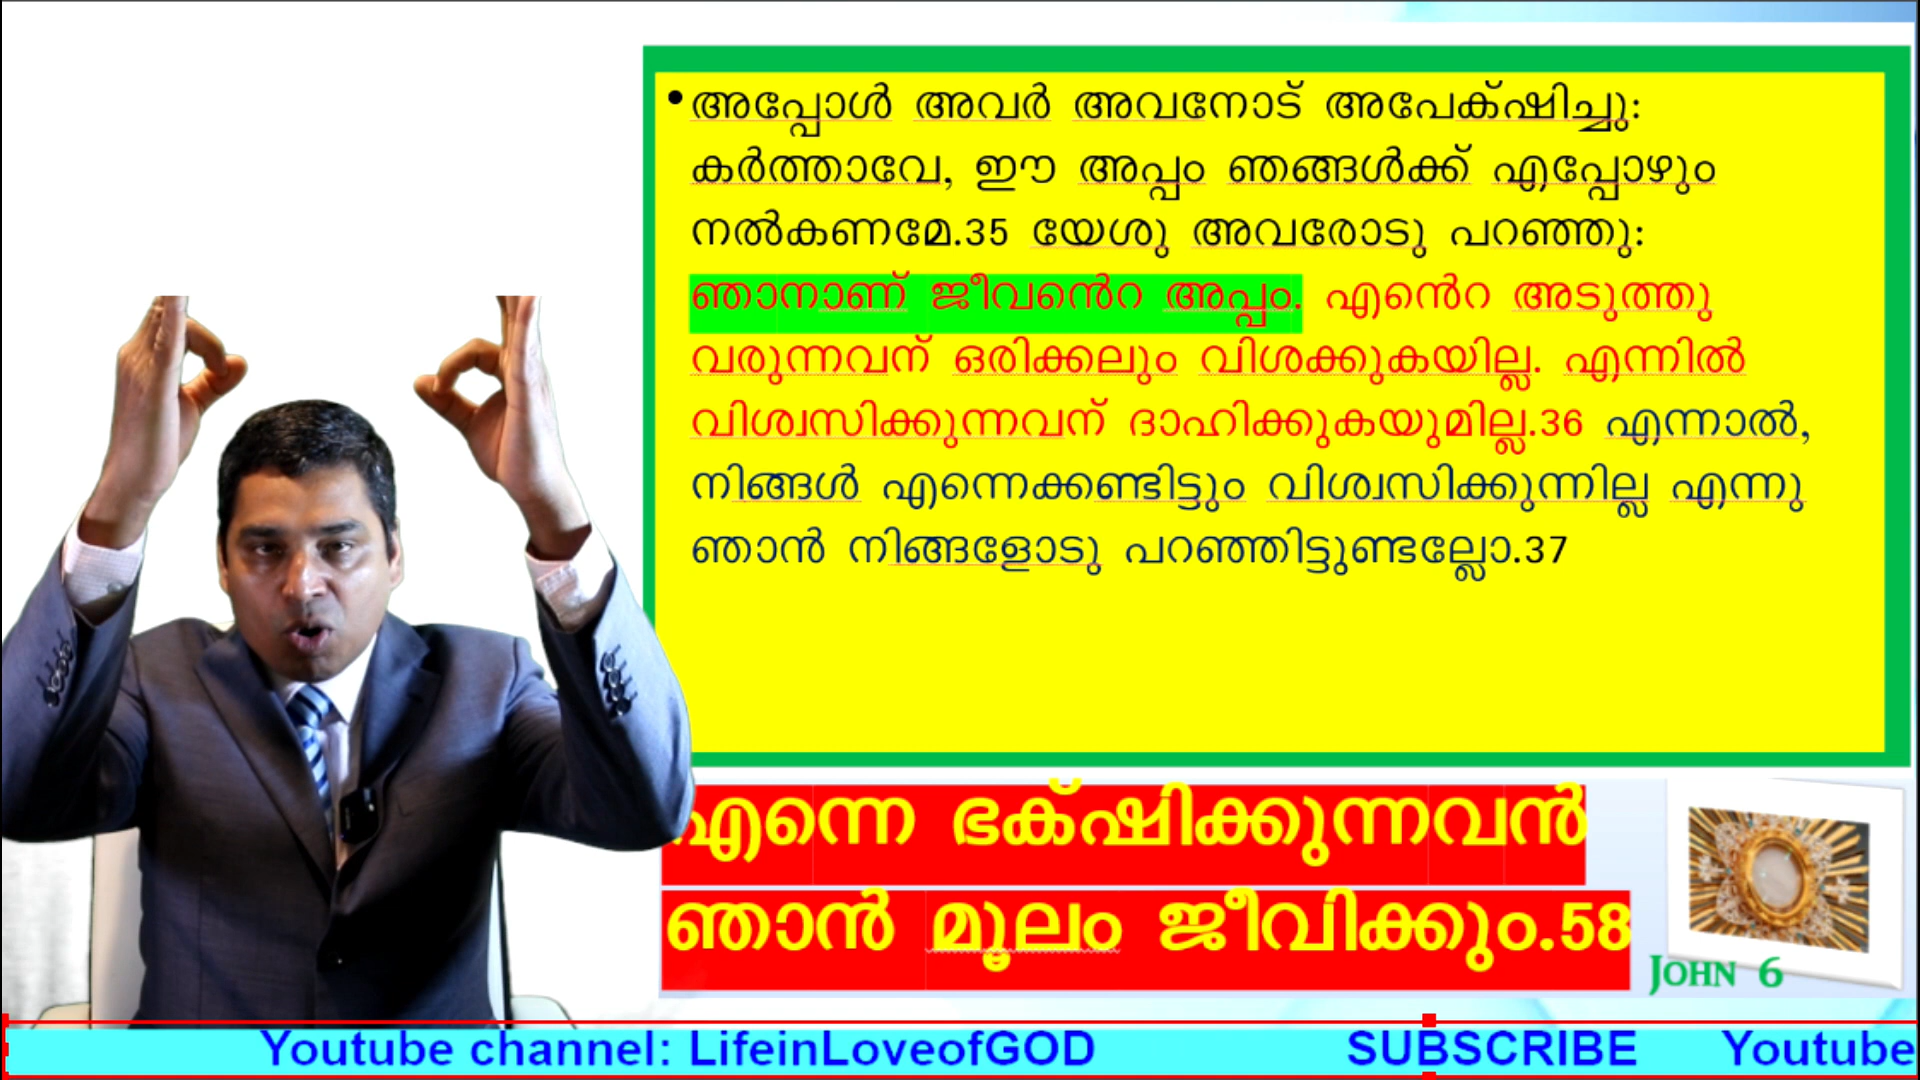 •അപ്പോൾ അവർ അവനോട് അപേക്ഷിച്ചു:
കർത്താവേ, ഈ അപ്പം ഞങ്ങൾക്ക് എപ്പോഴും
നൽകണമേ.35 യേശു അവരോടു പറഞ്ഞു:
ഞാനാണ് ജീവൻെറ അപ്പം. എൻെറ അടുത്തു
വരുന്നവന് ഒരിക്കലും വിശക്കുകയില്ല. എന്നിൽ
വിശ്വസിക്കുന്നവന് ദാഹിക്കുകയുമില്ല.36 എന്നാൽ,
നിങ്ങൾ എന്നെക്കണ്ടിട്ടും വിശ്വസിക്കുന്നില്ല എന്നു
ഞാൻ നിങ്ങളോടു പറഞ്ഞിട്ടുണ്ടല്ലോ.37
എന്നെ ഭക്ഷിക്കുന്നവൻ
ഞാൻ മൂലം ജീവിക്കും.58
JOHN 6
Youtube channel: LifeinLoveofGOD SUBSCRIBE Youtube